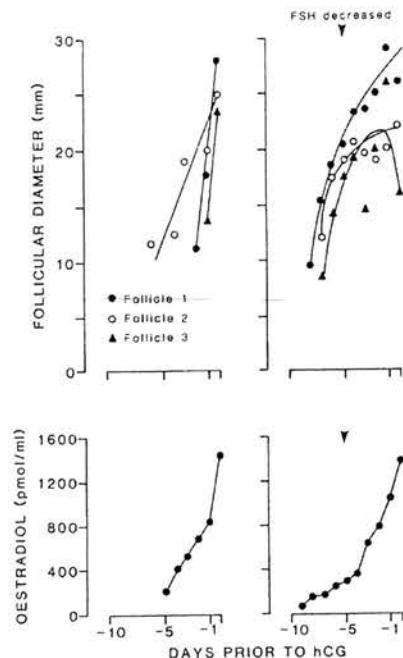 FSH decreased
30
20
10
0
FOLLICULAR DIAMETER (mm)
Follicle 1
Follicle 2
Follicle 3
1600
1200
800
400
OESTRADIOL (pmol/ml)
-10 -5 -1 -10 -5 -1
DAYS PRIOR TO hCG